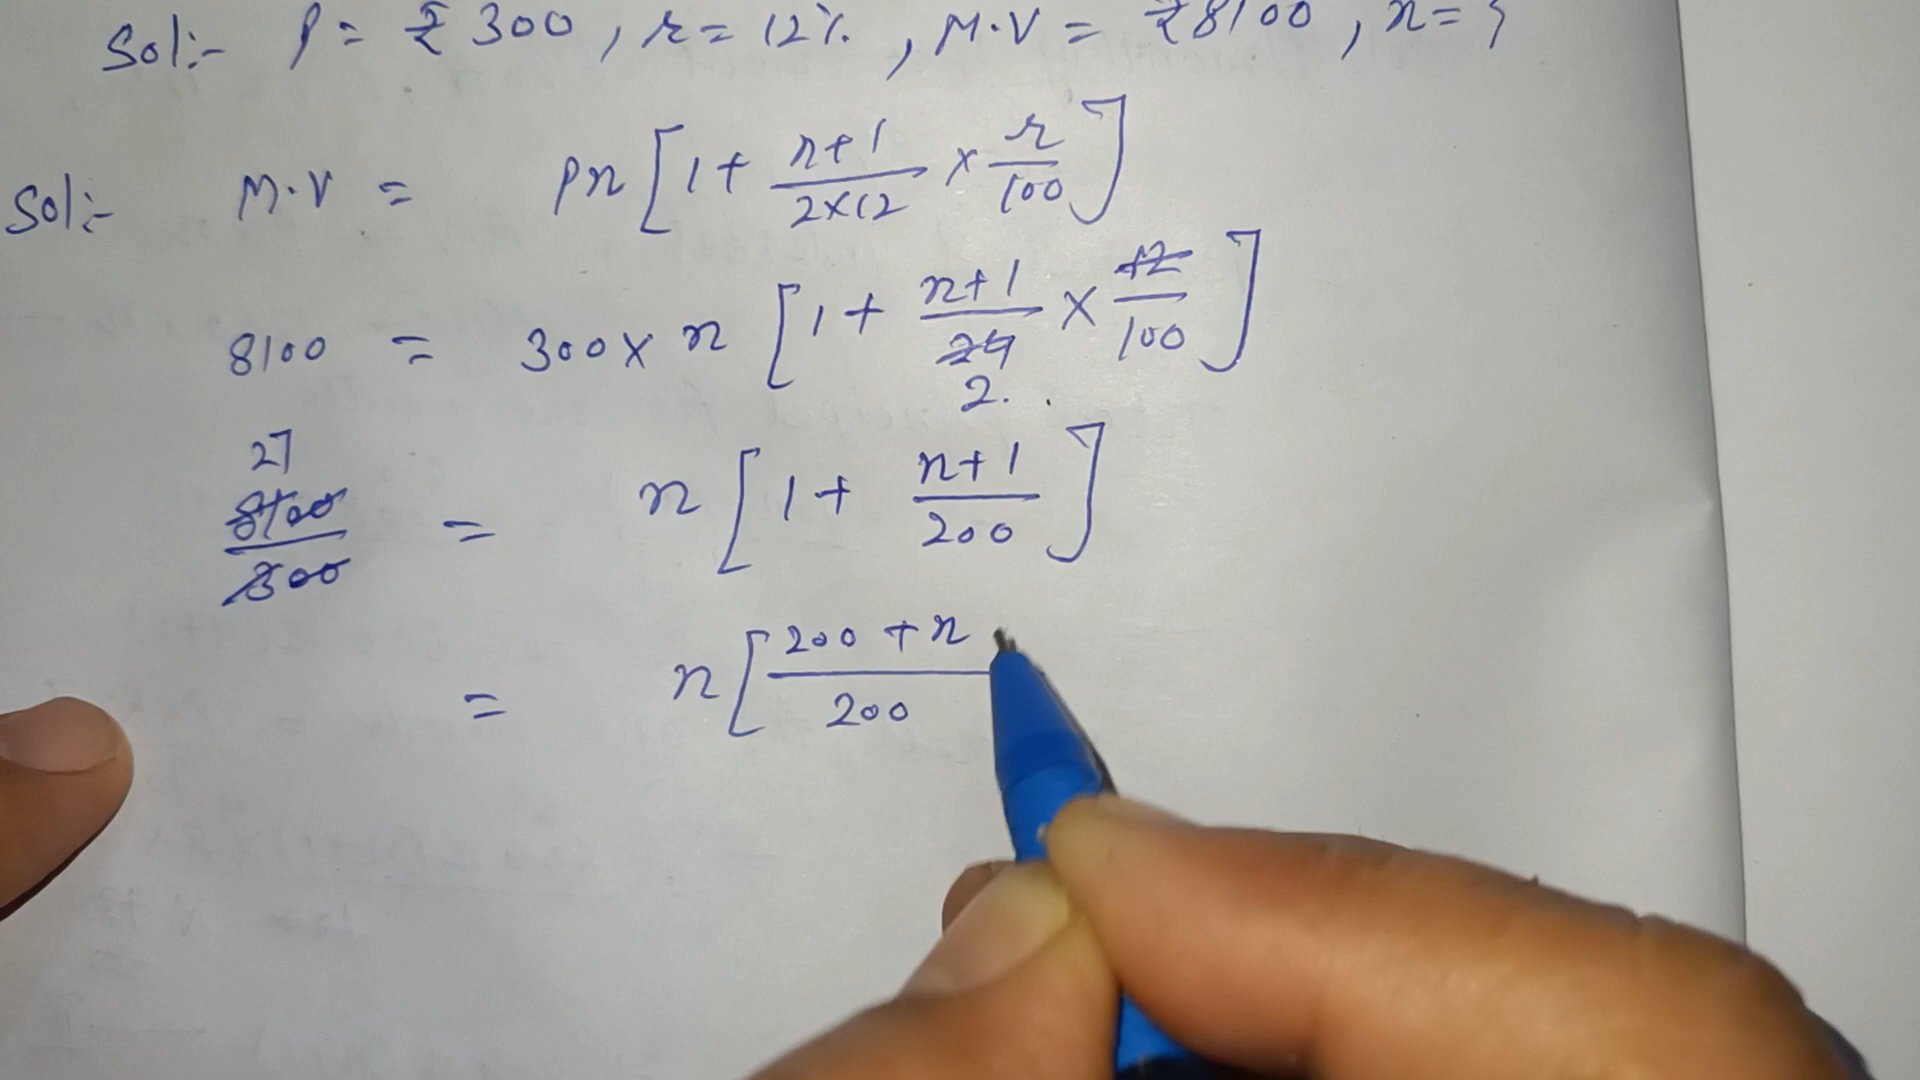 Sol:- P = ₹ 300, r = 12%, M.V = ₹8100, n = ?
Sol:- M.V = Pn [1 + n+1/2×12 × r/100]
8100 = 300 × n [1 + n+1/24 × 12/100]
2.
27
8100/300 = n [1 + n+1/200]
= n [200 + n/200